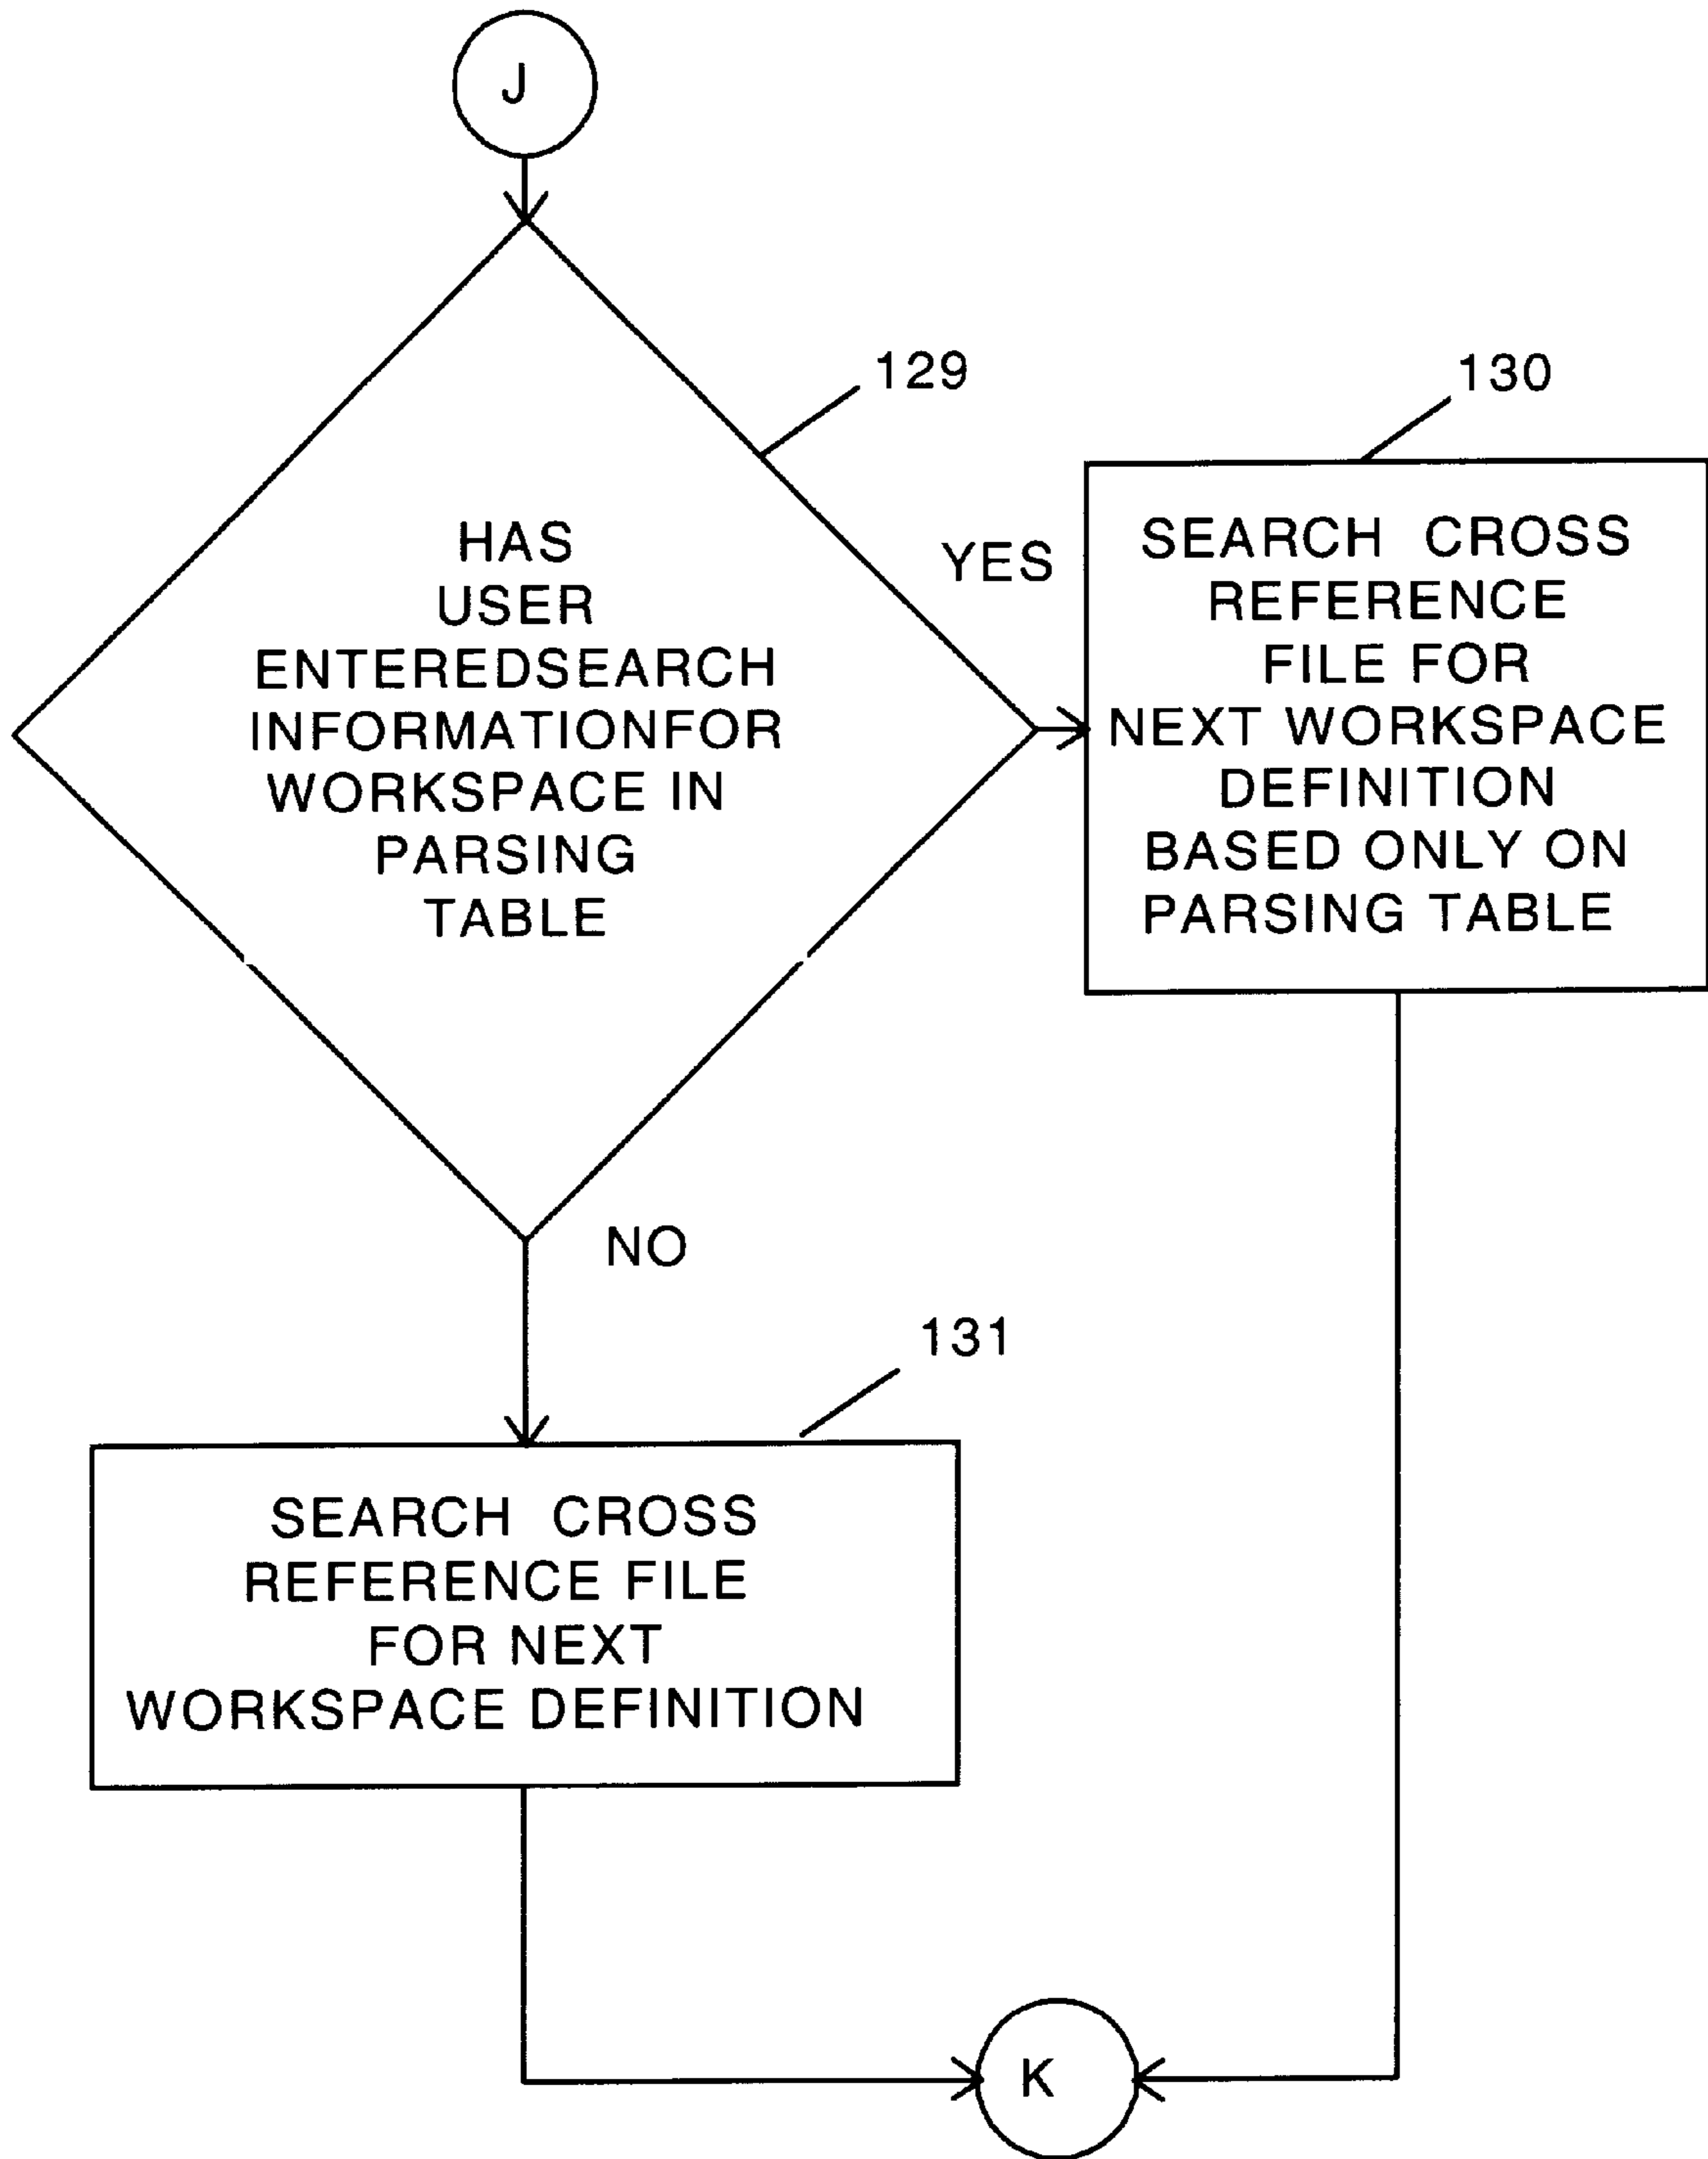 J
129
HAS
USER
ENTEREDSEARCH
INFORMATIONFOR
WORKSPACE IN
PARSING
TABLE
YES
130
SEARCH CROSS
REFERENCE
FILE FOR
NEXT WORKSPACE
DEFINITION
BASED ONLY ON
PARSING TABLE
NO
131
SEARCH CROSS
REFERENCE FILE
FOR NEXT
WORKSPACE DEFINITION
K